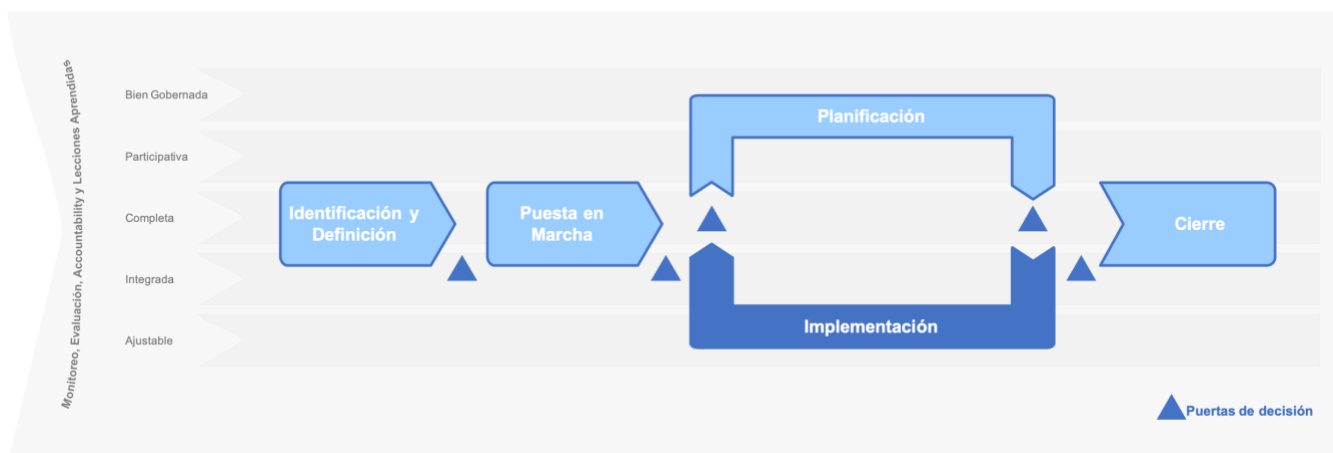 Monitoreo, Evaluación, Accountability y Lecciones Aprendidas
Bien Gobernada
Participativa
Completa
Integrada
Ajustable
Identificación y
Definición
Puesta en
Marcha
Planificación
Implementación
Cierre
Puertas de decisión